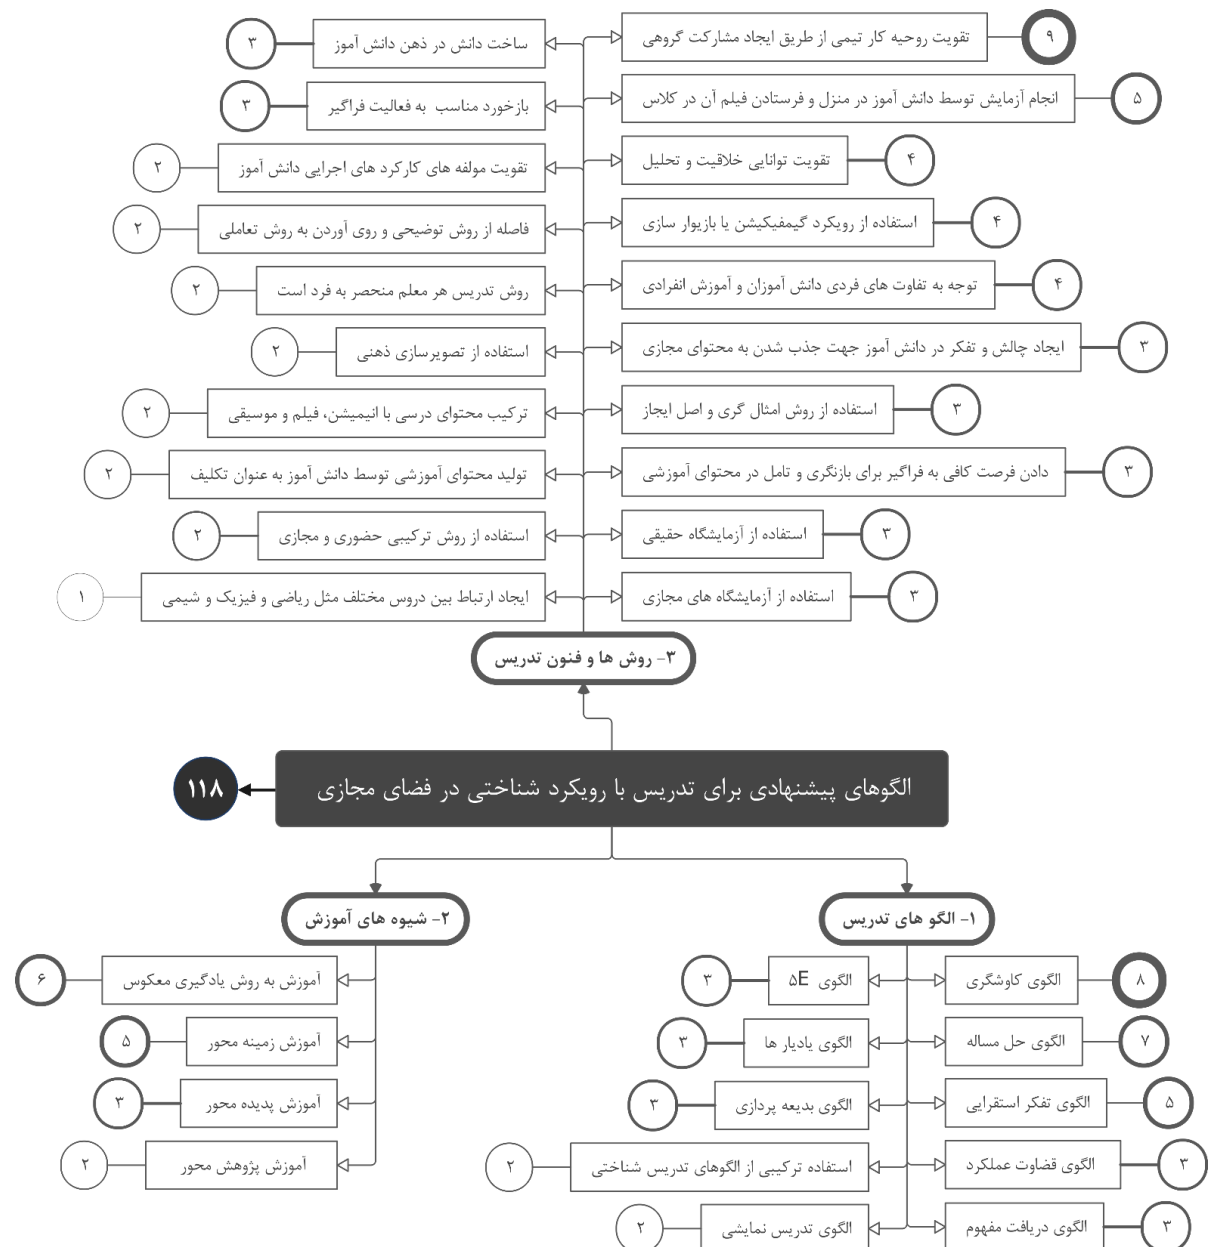 تقویت روحیه کار تیمی از طریق ایجاد مشارکت گروهی ۹
انجام آزمایش توسط دانش آموز در منزل و فرستادن فیلم آن در کلاس ۵
تقویت توانایی خلاقیت و تحلیل ۴
استفاده از رویکرد گیمفیکیشن یا بازیوار سازی ۴
توجه به تفاوت های فردی دانش آموزان و آموزش انفرادی ۴
ایجاد چالش و تفکر در دانش آموز جهت جذب شدن به محتوای مجازی ۳
استفاده از روش امثال گری و اصل ایجاز ۳
دادن فرصت کافی به فراگیر برای بازنگری و تامل در محتوای آموزشی ۳
استفاده از آزمایشگاه حقیقی ۳
استفاده از آزمایشگاه های مجازی ۳
ساخت دانش در ذهن دانش آموز ۳
بازخورد مناسب به فعالیت فراگیر ۳
تقویت مولفه های کارکرد های اجرایی دانش آموز ۲
فاصله از روش توضیحی و روی آوردن به روش تعاملی ۲
روش تدریس هر معلم منحصر به فرد است ۲
استفاده از تصویرسازی ذهنی ۲
ترکیب محتوای درسی با انیمیشن، فیلم و موسیقی ۲
تولید محتوای آموزشی توسط دانش آموز به عنوان تکلیف ۲
استفاده از روش ترکیبی حضوری و مجازی ۲
ایجاد ارتباط بین دروس مختلف مثل ریاضی و فیزیک و شیمی ۱
۳- روش ها و فنون تدریس
الگوهای پیشنهادی برای تدریس با رویکرد شناختی در فضای مجازی ۱۱۸
۱- الگو های تدریس
الگوی کاوشگری ۸
الگوی حل مساله ۷
الگوی تفکر استقرایی ۵
الگوی قضاوت عملکرد ۳
الگوی دریافت مفهوم ۳
الگوی ۵E ۳
الگوی یادیار ها ۳
الگوی بدیعه پردازی ۳
استفاده ترکیبی از الگوهای تدریس شناختی ۲
الگوی تدریس نمایشی ۲
۲- شیوه های آموزش
آموزش به روش یادگیری معکوس ۶
آموزش زمینه محور ۵
آموزش پدیده محور ۳
آموزش پژوهش محور ۲